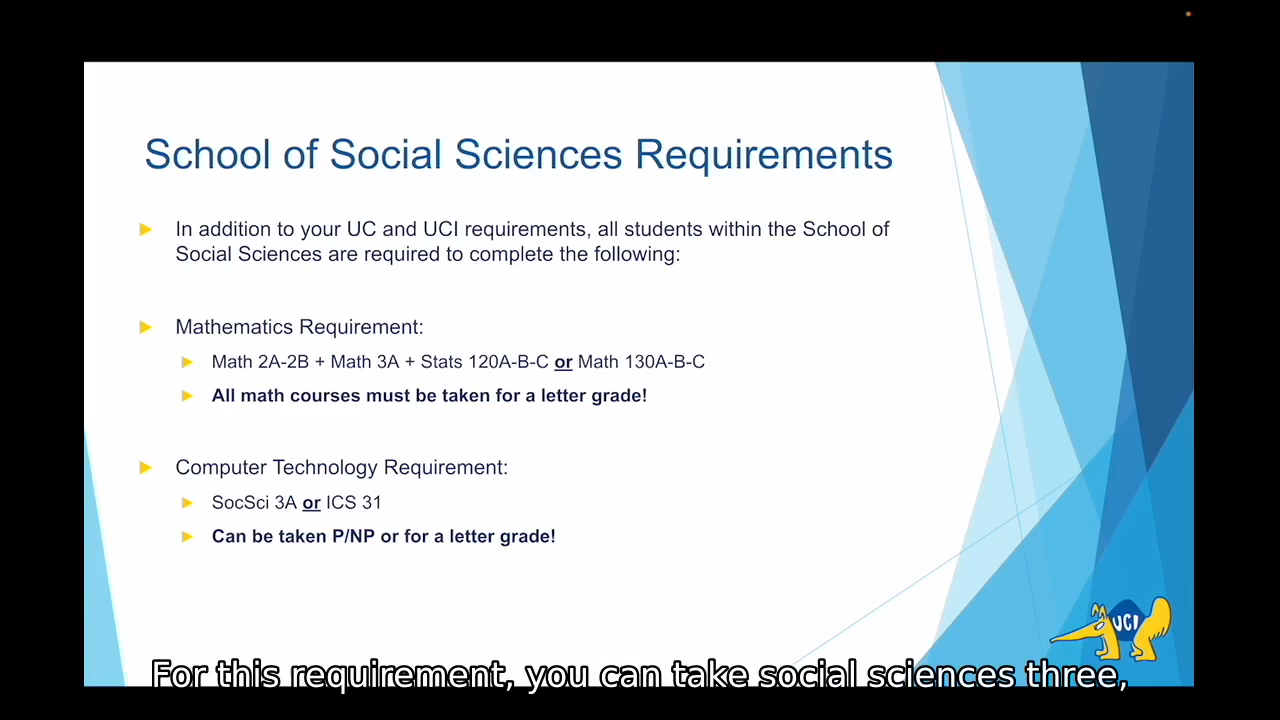 School of Social Sciences Requirements
In addition to your UC and UCI requirements, all students within the School of
Social Sciences are required to complete the following:
Mathematics Requirement:
Math 2A-2B + Math 3A + Stats 120A-B-C or Math 130A-B-C
All math courses must be taken for a letter grade!
Computer Technology Requirement:
SocSci 3A or ICS 31
Can be taken P/NP or for a letter grade!
UCI
For this requirement, you can take social sciences three,